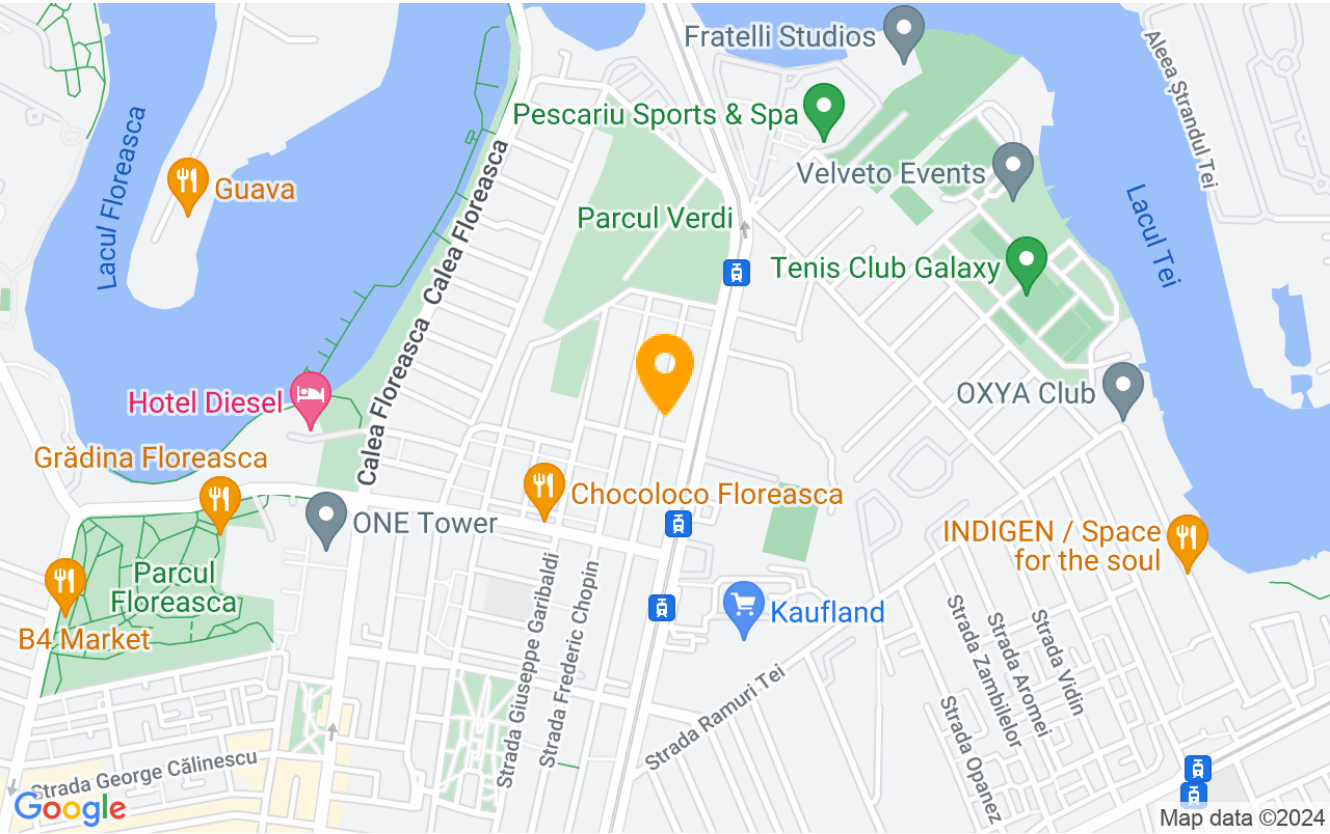 Fratelli Studios
Aleea Ștrandul Tei
Pescariu Sports & Spa
Lacul Floreasca
Calea Floreasca
Velveto Events
Guava
Parcul Verdi
Lacul Tei
Tenis Club Galaxy
Calea Floreasca
Hotel Diesel
OXYA Club
Grădina Floreasca
Chocoloco Floreasca
ONE Tower
INDIGEN / Space
for the soul
Parcul
Floreasca
Kaufland
B4 Market
Strada Giuseppe Garibaldi
Strada Frederic Chopin
Strada Zambilelor
Strada Aromei
Strada Vidin
Strada Ramuri Tei
Strada Opanez
Strada George Călinescu
Google
Map data ©2024